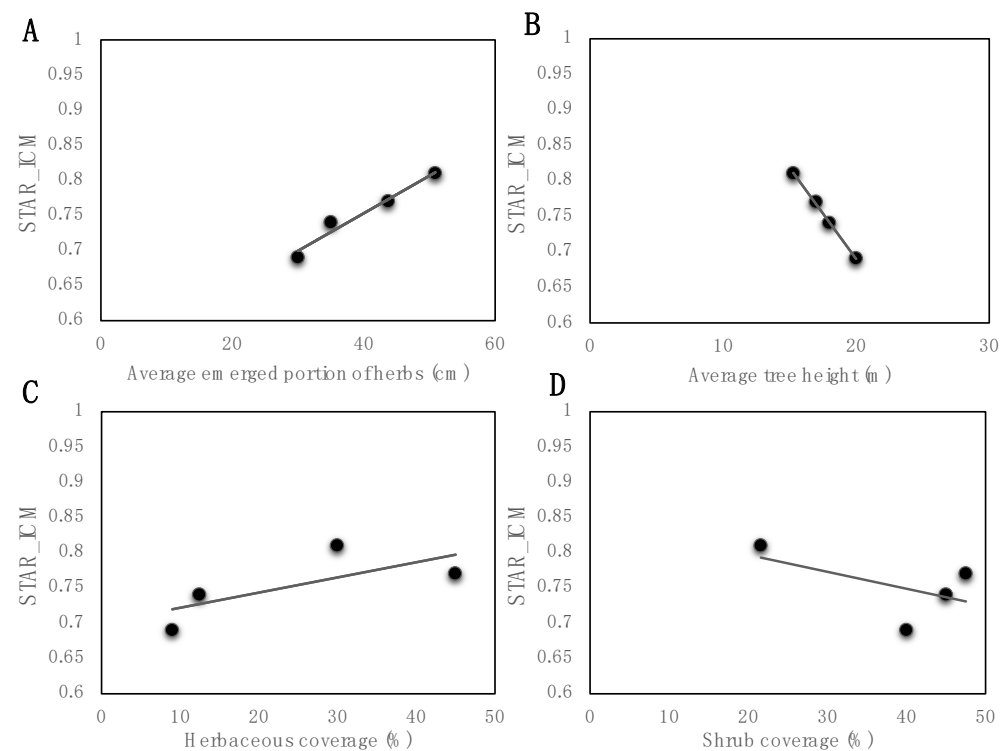 A
1
0.95
0.9
0.85
0.8
0.75
0.7
0.65
0.6
STAR_ICM
0 20 40 60
Average emerged portion of herbs (cm)
B
1
0.95
0.9
0.85
0.8
0.75
0.7
0.65
0.6
STAR_ICM
0 10 20 30
Average tree height (m)
C
1
0.95
0.9
0.85
0.8
0.75
0.7
0.65
0.6
STAR_ICM
0 10 20 30 40 50
Herbaceous coverage (%)
D
1
0.95
0.9
0.85
0.8
0.75
0.7
0.65
0.6
STAR_ICM
0 10 20 30 40 50
Shrub coverage (%)